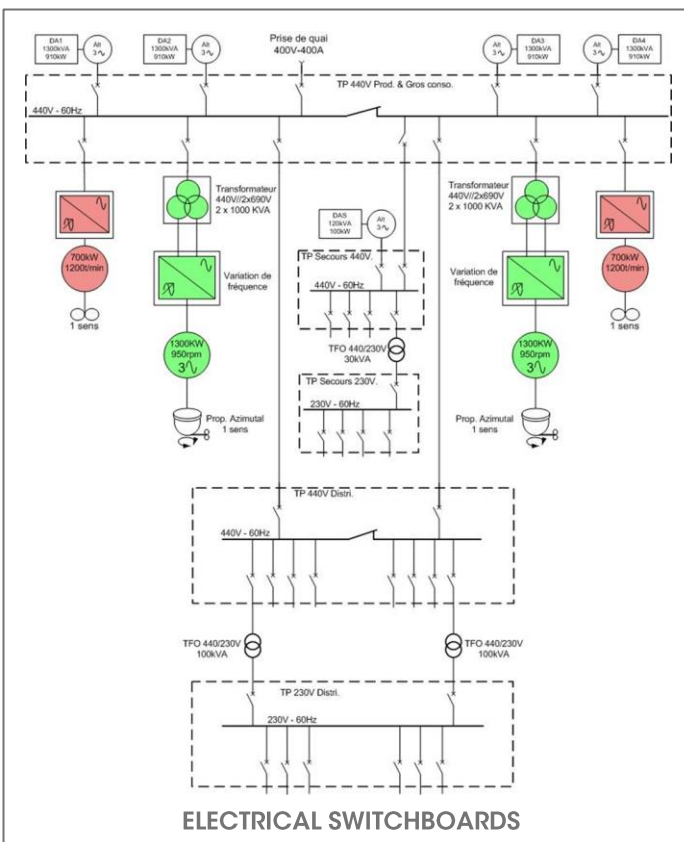 DA1
1300kVA
910kW
Alt
3∿
DA2
1300kVA
910kW
Alt
3∿
Prise de quai
400V-400A
DA3
1300kVA
910kW
Alt
3∿
DA4
1300kVA
910kW
Alt
3∿
TP 440V Prod. & Gros conso.
440V - 60Hz
Transformateur
440V//2x690V
2 x 1000 KVA
Transformateur
440V//2x690V
2 x 1000 KVA
DA5
120kVA
100kW
Alt
3∿
700kW
1200t/min
1 sens
Variation de
fréquence
1300KW
950rpm
3∿
Prop. Azimutal
1 sens
TP Secours 440V.
440V - 60Hz
TFO 440/230V
30kVA
TP Secours 230V.
230V - 60Hz
Variation de
fréquence
1300KW
950rpm
3∿
Prop. Azimutal
1 sens
700kW
1200t/min
1 sens
TP 440V Distri.
440V - 60Hz
TFO 440/230V
100kVA
TFO 440/230V
100kVA
TP 230V Distri.
230V - 60Hz
ELECTRICAL SWITCHBOARDS